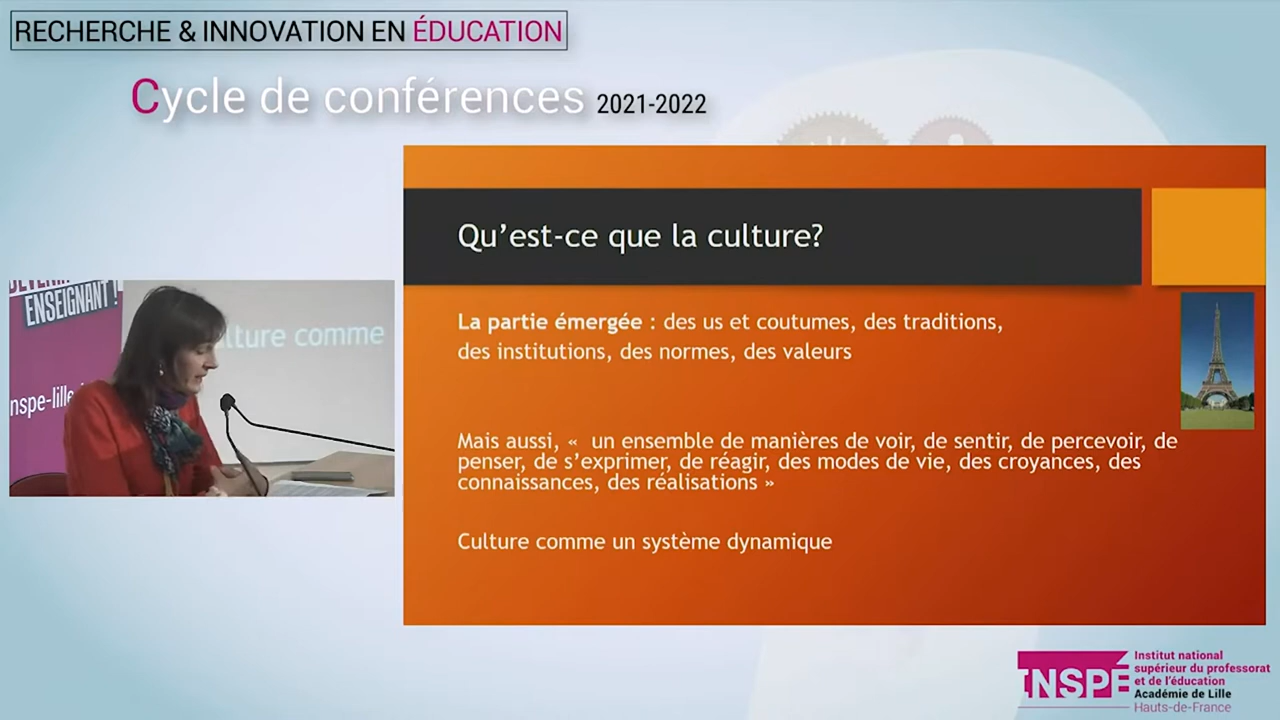 RECHERCHE & INNOVATION EN ÉDUCATION
Cycle de conférences 2021-2022
Qu’est-ce que la culture?
La partie émergée : des us et coutumes, des traditions,
des institutions, des normes, des valeurs
Mais aussi, «  un ensemble de manières de voir, de sentir, de percevoir, de
penser, de s’exprimer, de réagir, des modes de vie, des croyances, des
connaissances, des réalisations »
Culture comme un système dynamique
ENSEIGNANT !
lture comme
nspe-lille
INSPÉ
Institut national
supérieur du professorat
et de l’éducation
Académie de Lille
Hauts-de-France